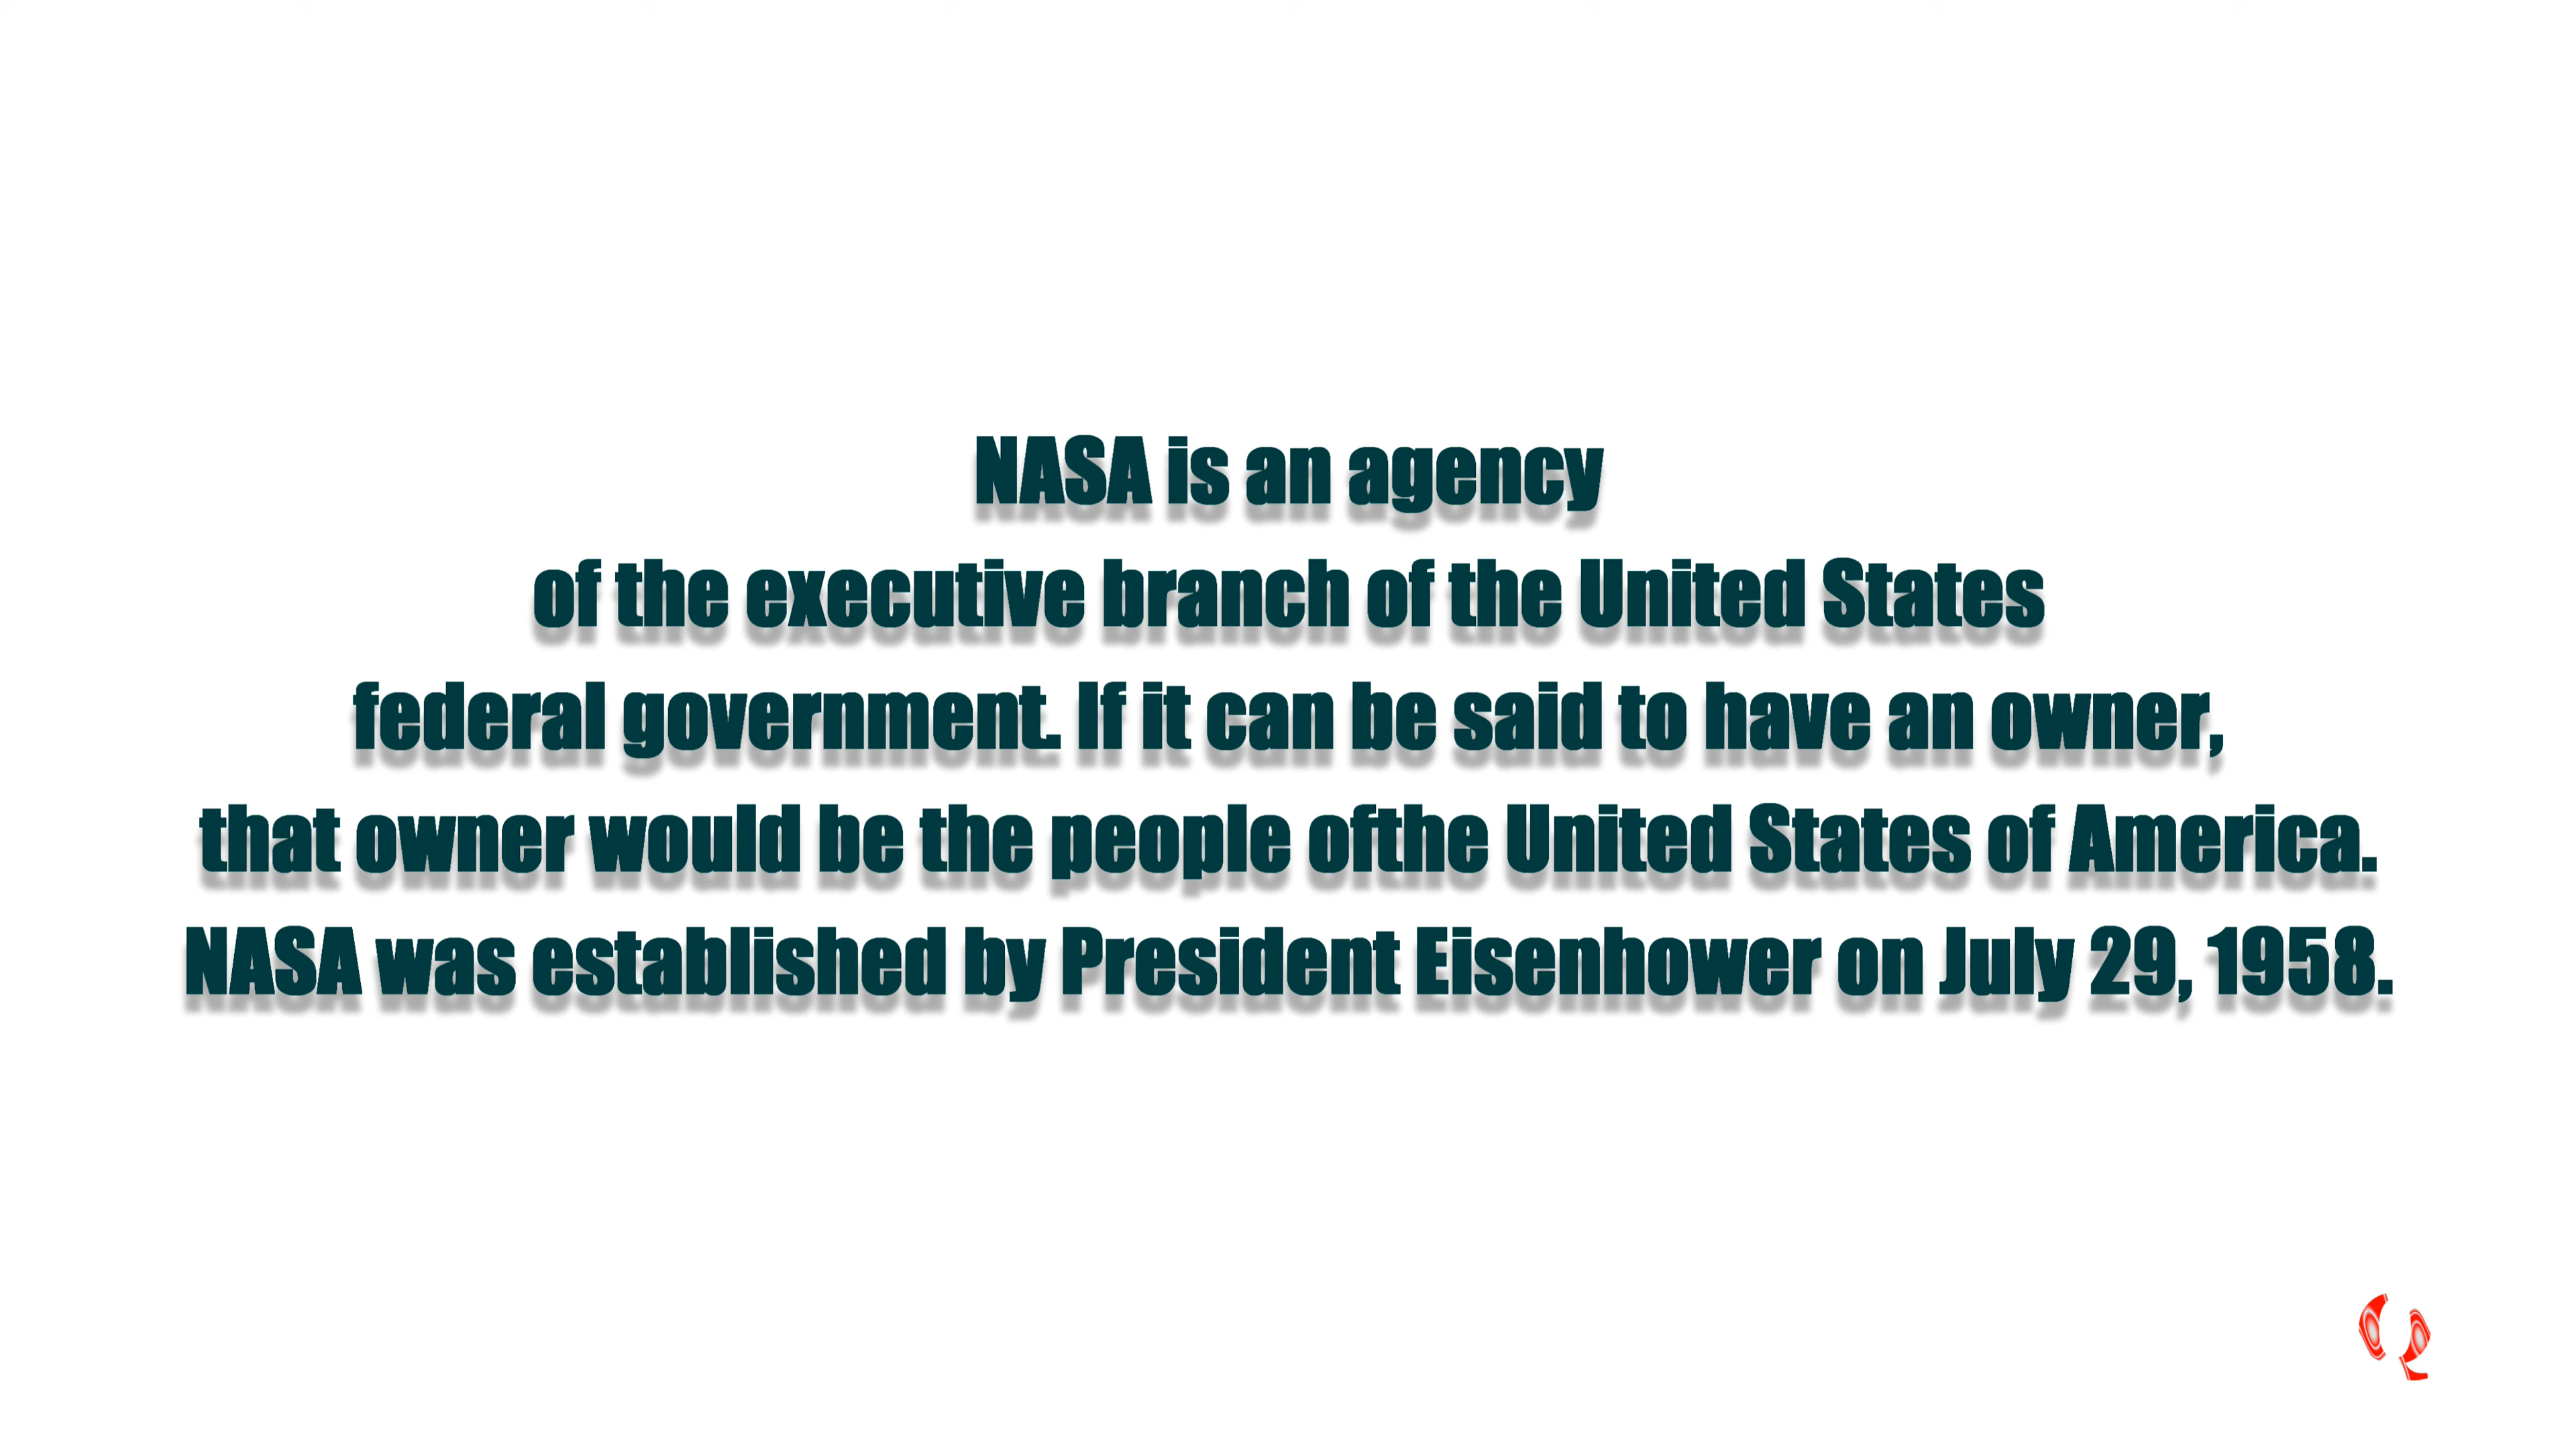 NASA is an agency
of the executive branch of the United States
federal government. If it can be said to have an owner,
that owner would be the people ofthe United States of America.
NASA was established by President Eisenhower on July 29, 1958.